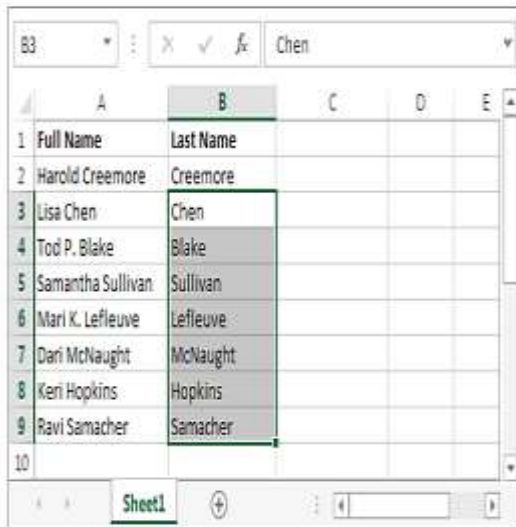 B3 fx Chen
A B C D E
1 Full Name Last Name
2 Harold Creemore Creemore
3 Lisa Chen Chen
4 Tod P. Blake Blake
5 Samantha Sullivan Sullivan
6 Mari K. Lefleuve Lefleuve
7 Dari McNaught McNaught
8 Keri Hopkins Hopkins
9 Ravi Samacher Samacher
10
Sheet1